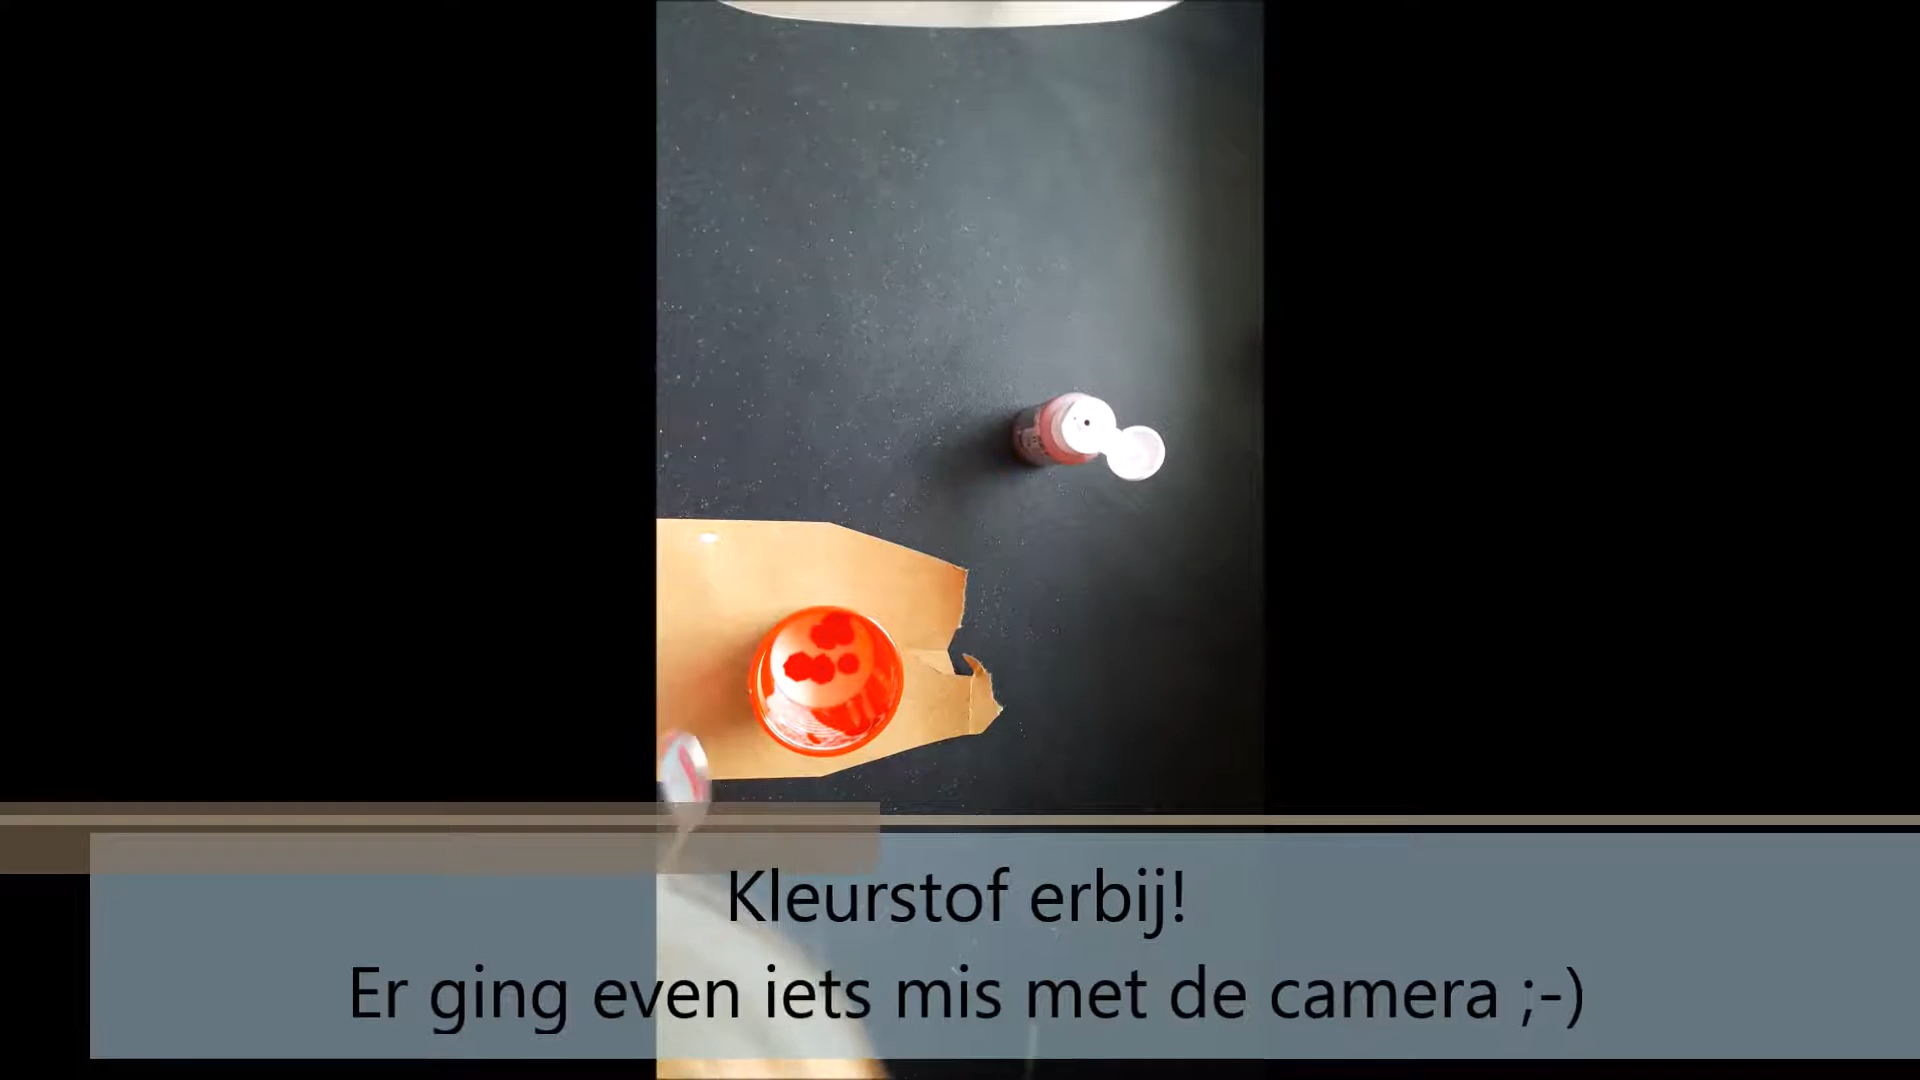 Kleurstof erbij!
Er ging even iets mis met de camera ;-)